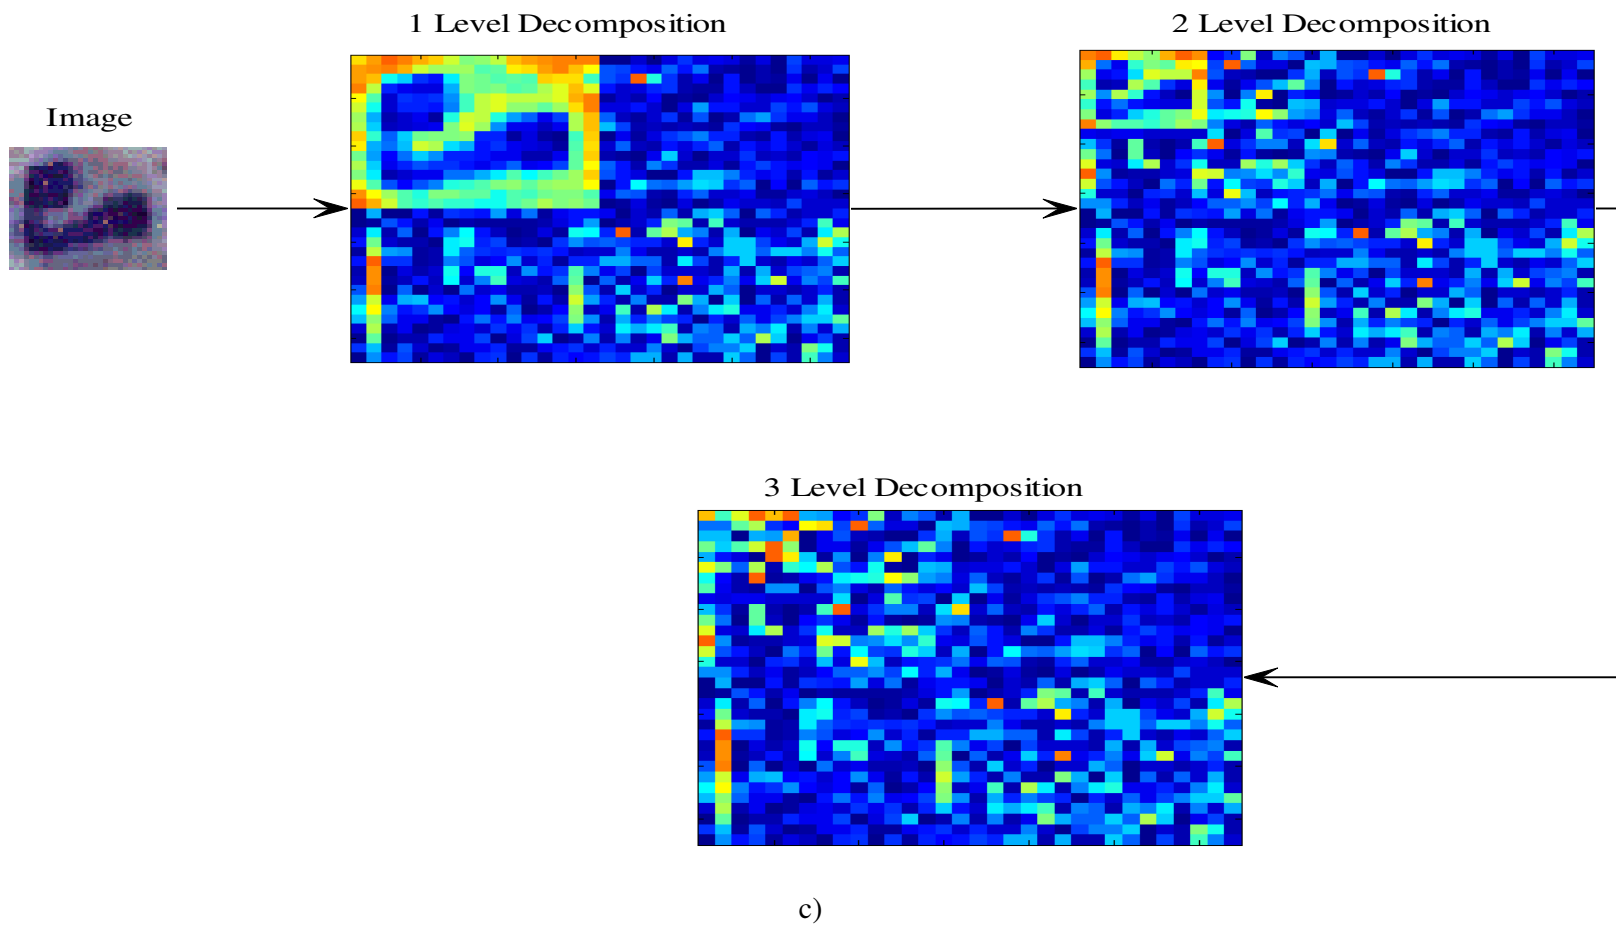 1 Level Decomposition
2 Level Decomposition
Image
3 Level Decomposition
c)